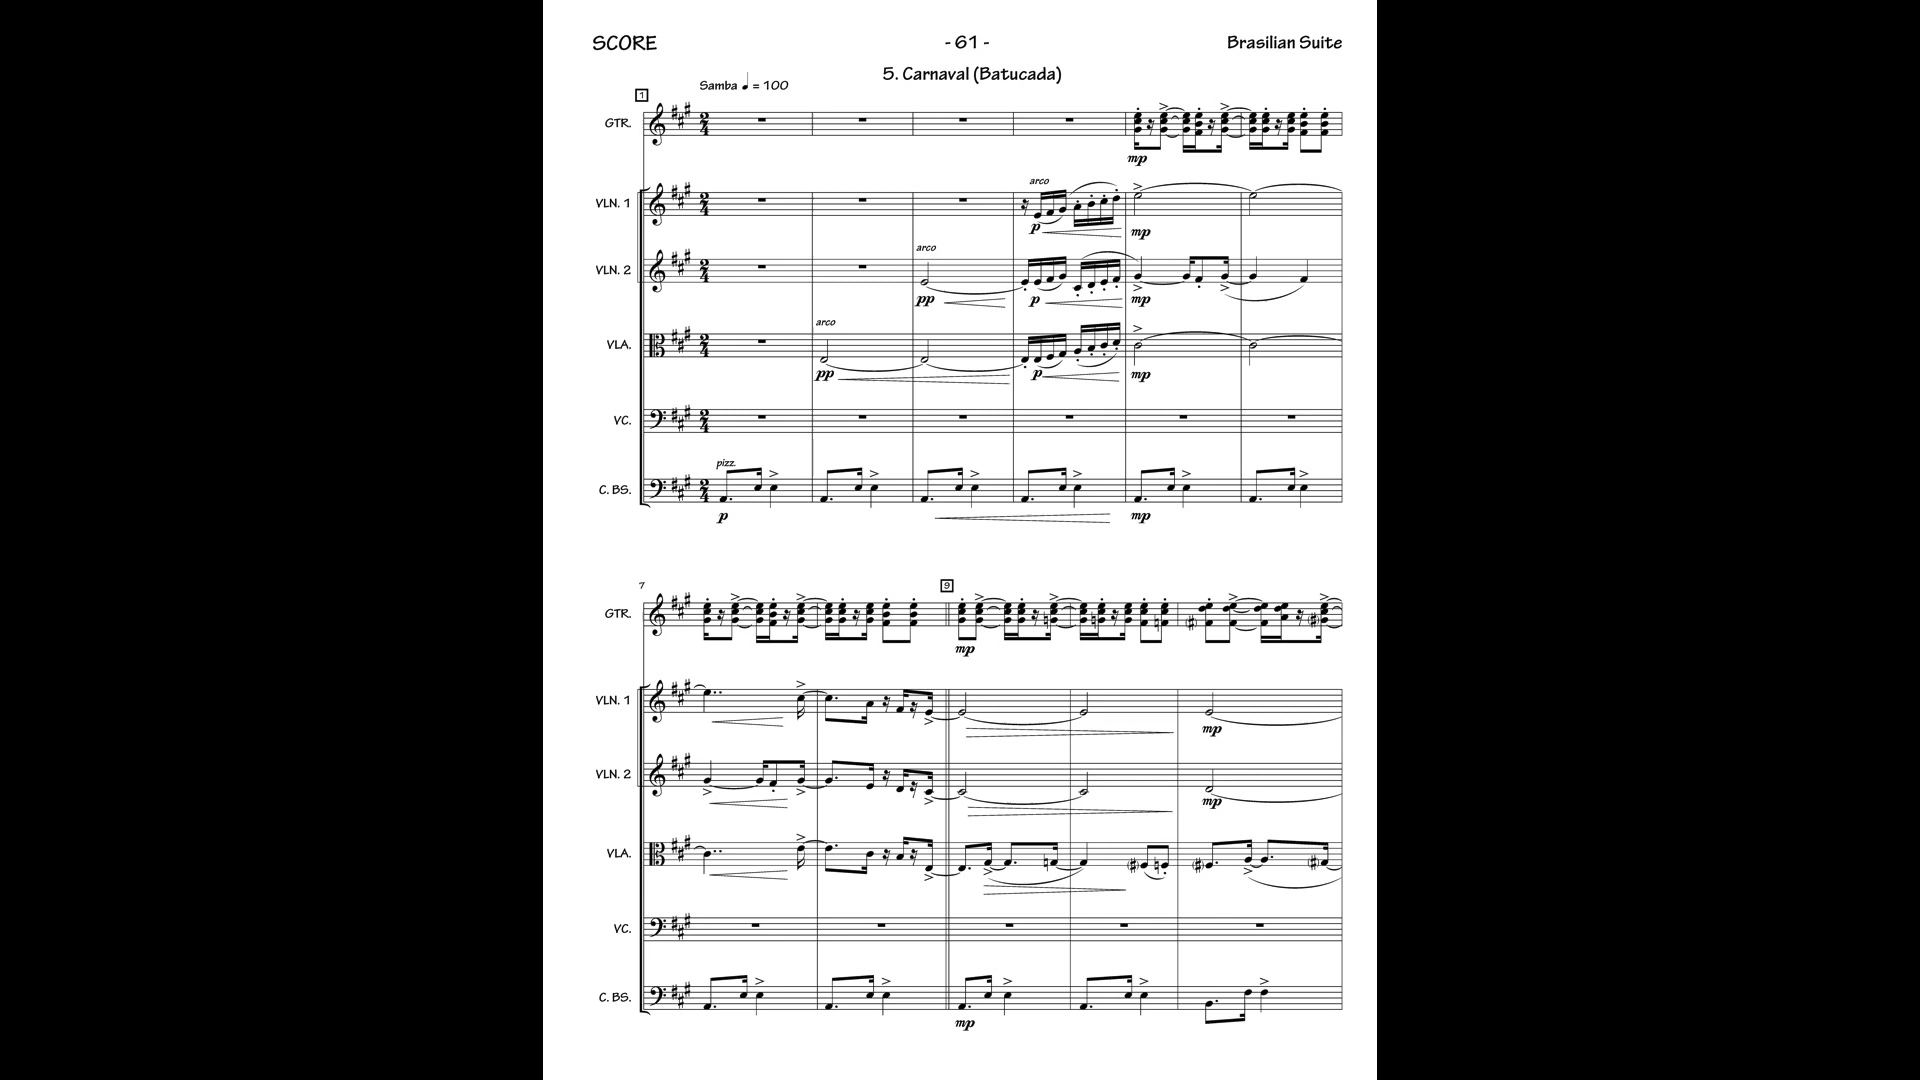 SCORE - 61 - Brasilian Suite
5. Carnaval (Batucada)
Samba ♩ = 100
1
GTR.
mp
arco
VLN. 1
p mp
arco
VLN. 2
pp p mp
arco
VLA.
pp p mp
VC.
pizz.
C. BS.
p mp
7 9
GTR.
mp
VLN. 1
mp
VLN. 2
mp
VLA.
VC.
C. BS.
mp